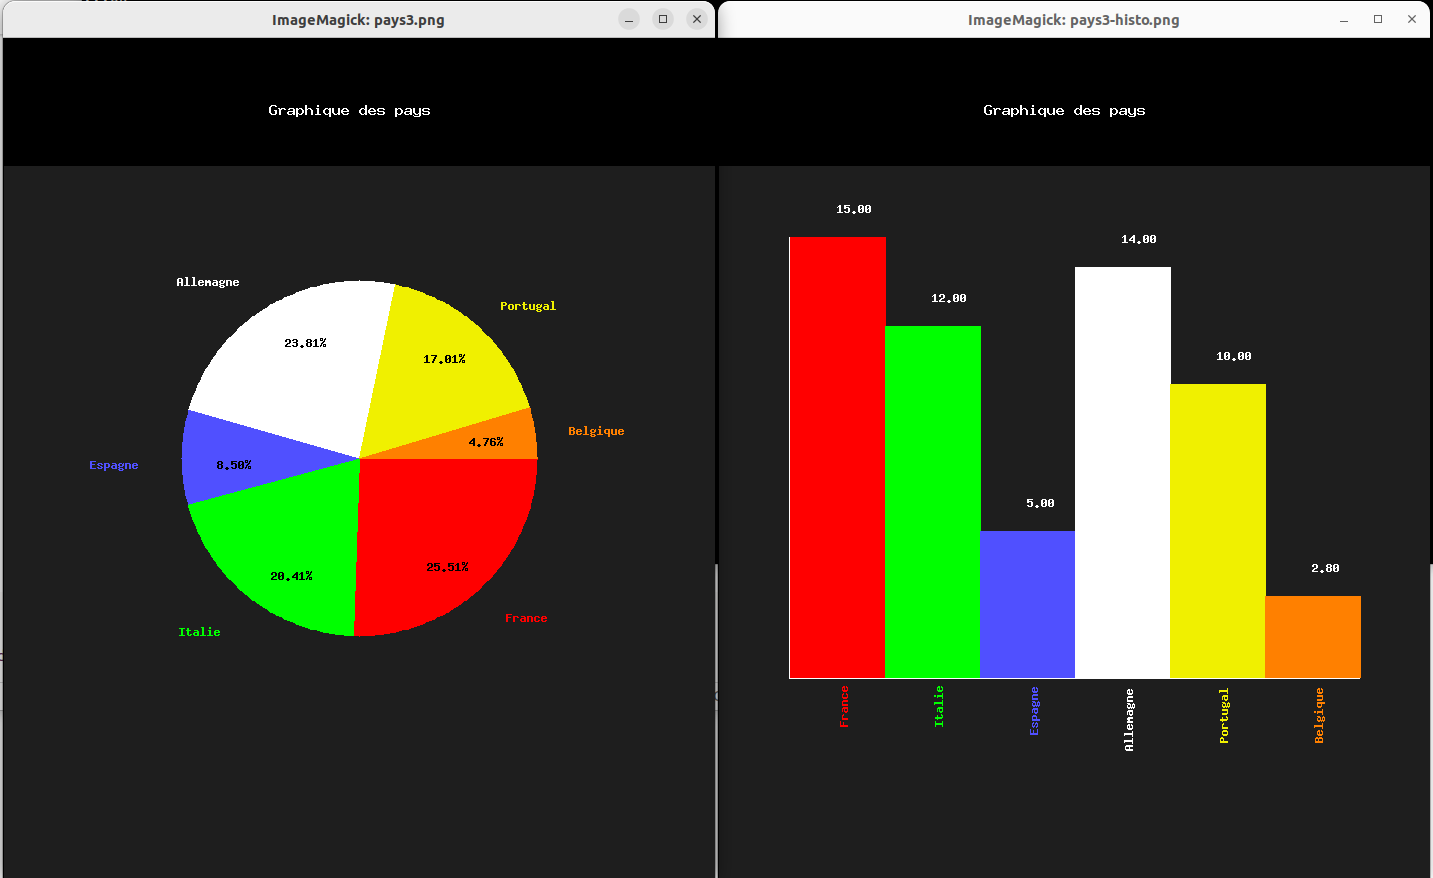 ImageMagick: pays3.png
Graphique des pays
Allemagne
Portugal
23.81%
17.01%
Belgique
4.76%
Espagne
8.50%
25.51%
20.41%
France
Italie
ImageMagick: pays3-histo.png
Graphique des pays
15.00
14.00
12.00
10.00
5.00
2.80
France
Italie
Espagne
Allemagne
Portugal
Belgique